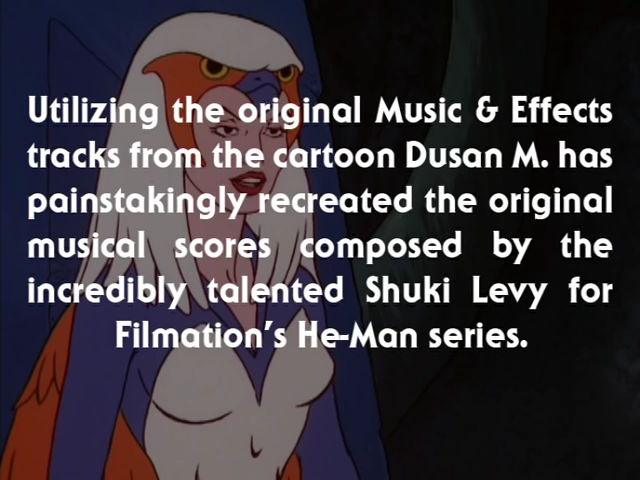 Utilizing the original Music & Effects
tracks from the cartoon Dusan M. has
painstakingly recreated the original
musical scores composed by the
incredibly talented Shuki Levy for
Filmation's He-Man series.